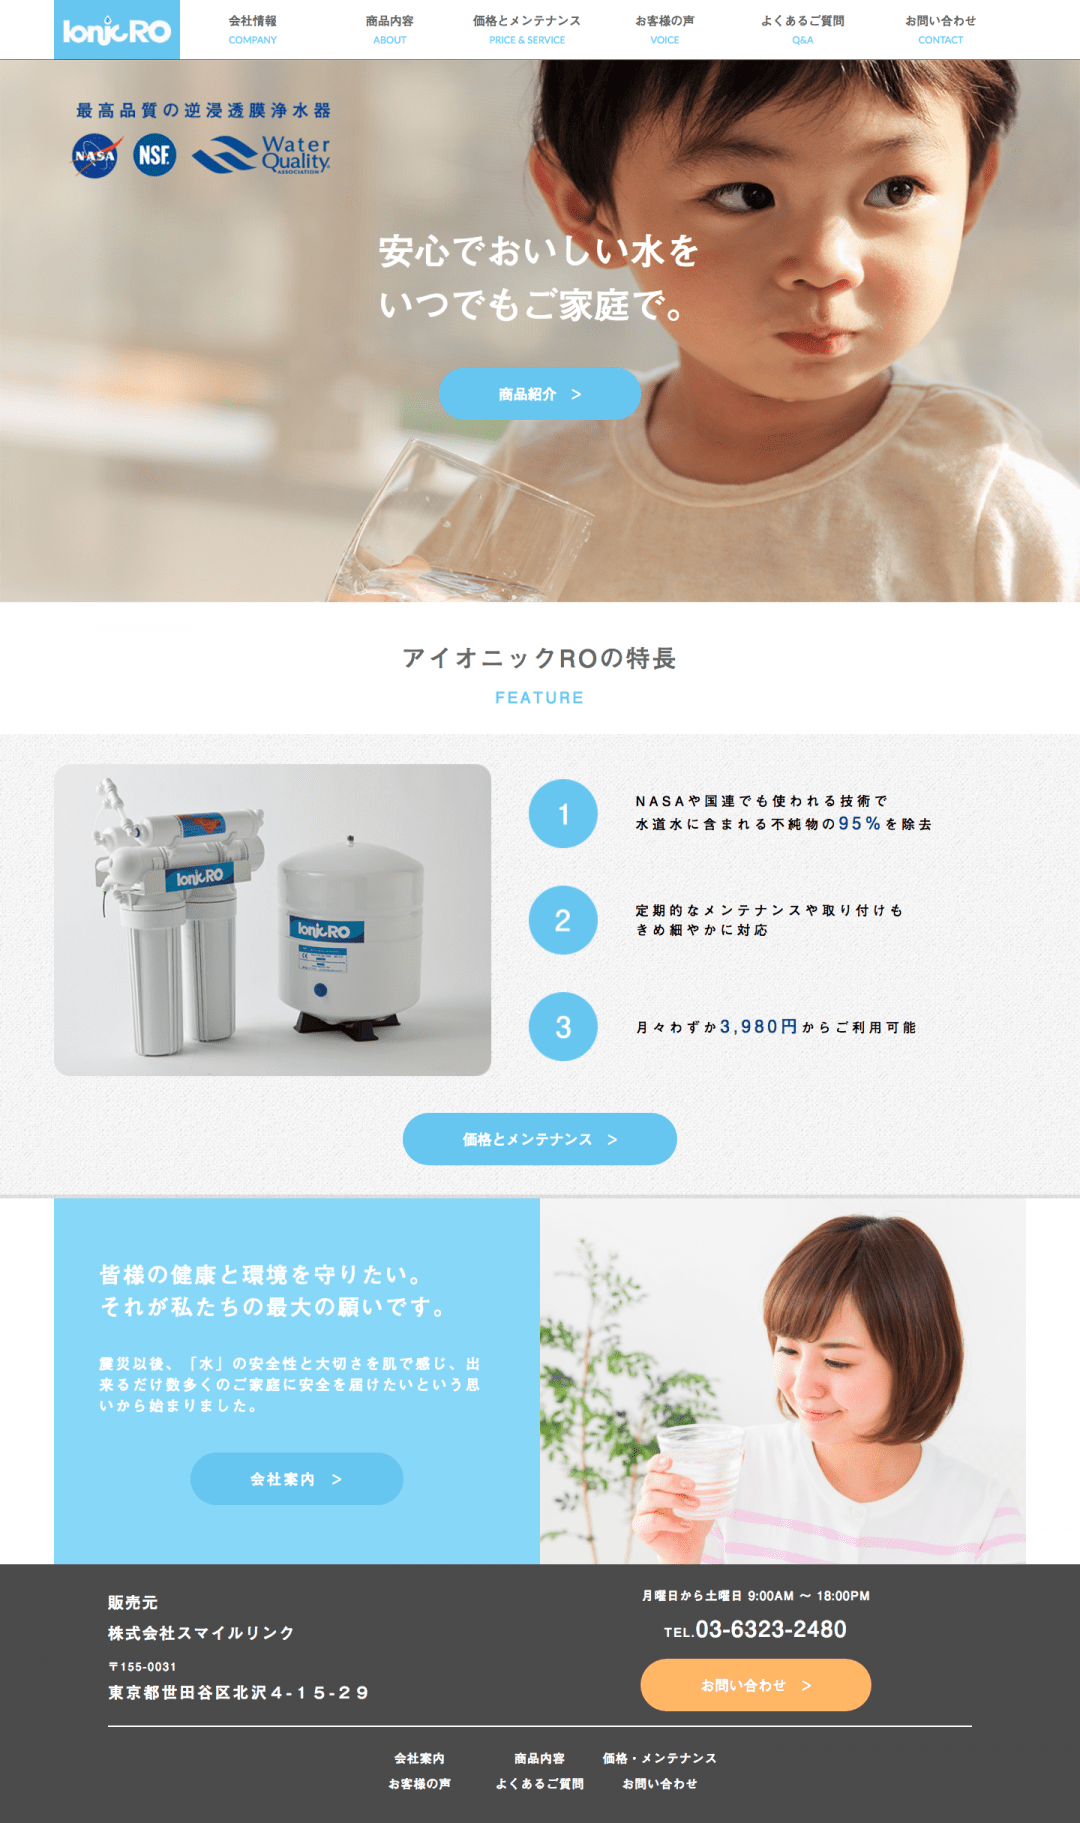 IonicRO
会社情報
COMPANY
商品内容
ABOUT
価格とメンテナンス
PRICE & SERVICE
お客様の声
VOICE
よくあるご質問
Q&A
お問い合わせ
CONTACT
最高品質の逆浸透膜浄水器
NASA
NSF.
Water
Quality
ASSOCIATION
安心でおいしい水を
いつでもご家庭で。
商品紹介 >
アイオニックROの特長
FEATURE
IonicRO
IonicRO
1
NASAや国連でも使われる技術で
水道水に含まれる不純物の95%を除去
2
定期的なメンテナンスや取り付けも
きめ細やかに対応
3
月々わずか3,980円からご利用可能
価格とメンテナンス >
皆様の健康と環境を守りたい。
それが私たちの最大の願いです。
震災以後、「水」の安全性と大切さを肌で感じ、出
来るだけ数多くのご家庭に安全を届けたいという思
いから始まりました。
会社案内 >
販売元
株式会社スマイルリンク
〒155-0031
東京都世田谷区北沢4-15-29
月曜日から土曜日 9:00AM 〜 18:00PM
TEL.03-6323-2480
お問い合わせ >
会社案内 商品内容 価格・メンテナンス
お客様の声 よくあるご質問 お問い合わせ